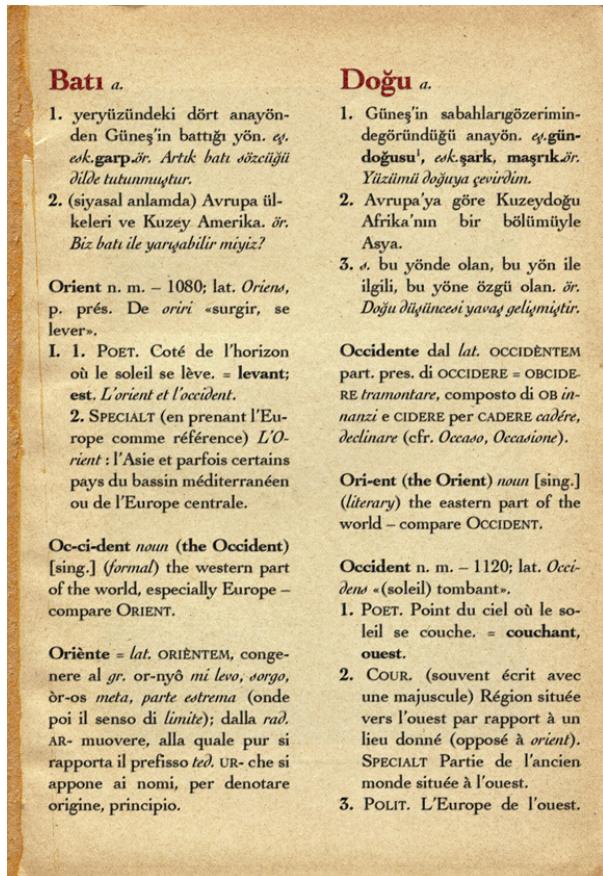 Batı a.
1. yeryüzündeki dört anayön-
den Güneş'in battığı yön. eş.
esk.garp.ör. Artık batı sözcüğü
dilde tutunmuştur.
2. (siyasal anlamda) Avrupa ül-
keleri ve Kuzey Amerika. ör.
Biz batı ile yarışabilir miyiz?
Orient n. m. – 1080; lat. Oriens,
p. prés. De oriri «surgir, se
lever».
I. 1. POET. Coté de l'horizon
où le soleil se lève. = levant;
est. L'orient et l'occident.
2. SPECIALT (en prenant l'Eu-
rope comme référence) L'O-
rient : l'Asie et parfois certains
pays du bassin méditerranéen
ou de l'Europe centrale.
Oc-ci-dent noun (the Occident)
[sing.] (formal) the western part
of the world, especially Europe –
compare ORIENT.
Oriènte = lat. ORIÈNTEM, conge-
nere al gr. or-nyô mi levo, sorgo,
òr-os meta, parte estrema (onde
poi il senso di limite); dalla rad.
AR- muovere, alla quale pur si
rapporta il prefisso ted. UR- che si
appone ai nomi, per denotare
origine, principio.
Doğu a.
1. Güneş'in sabahlarıgözerimin-
degöründüğü anayön. eş.gün-
doğusu¹, esk.şark, maşrık.ör.
Yüzümü doğuya çevirdim.
2. Avrupa'ya göre Kuzeydoğu
Afrika'nın bir bölümüyle
Asya.
3. s. bu yönde olan, bu yön ile
ilgili, bu yöne özgü olan. ör.
Doğu düşüncesi yavaş gelişmiştir.
Occidente dal lat. OCCIDÈNTEM
part. pres. di OCCIDERE = OBCIDE-
RE tramontare, composto di OB in-
nanzi e CIDERE per CADERE cadére,
declinare (cfr. Occaso, Occasione).
Ori-ent (the Orient) noun [sing.]
(literary) the eastern part of the
world – compare OCCIDENT.
Occident n. m. – 1120; lat. Occi-
dens «(soleil) tombant».
1. POET. Point du ciel où le so-
leil se couche. = couchant,
ouest.
2. COUR. (souvent écrit avec
une majuscule) Région située
vers l'ouest par rapport à un
lieu donné (opposé à orient).
SPECIALT Partie de l'ancien
monde située à l'ouest.
3. POLIT. L'Europe de l'ouest.